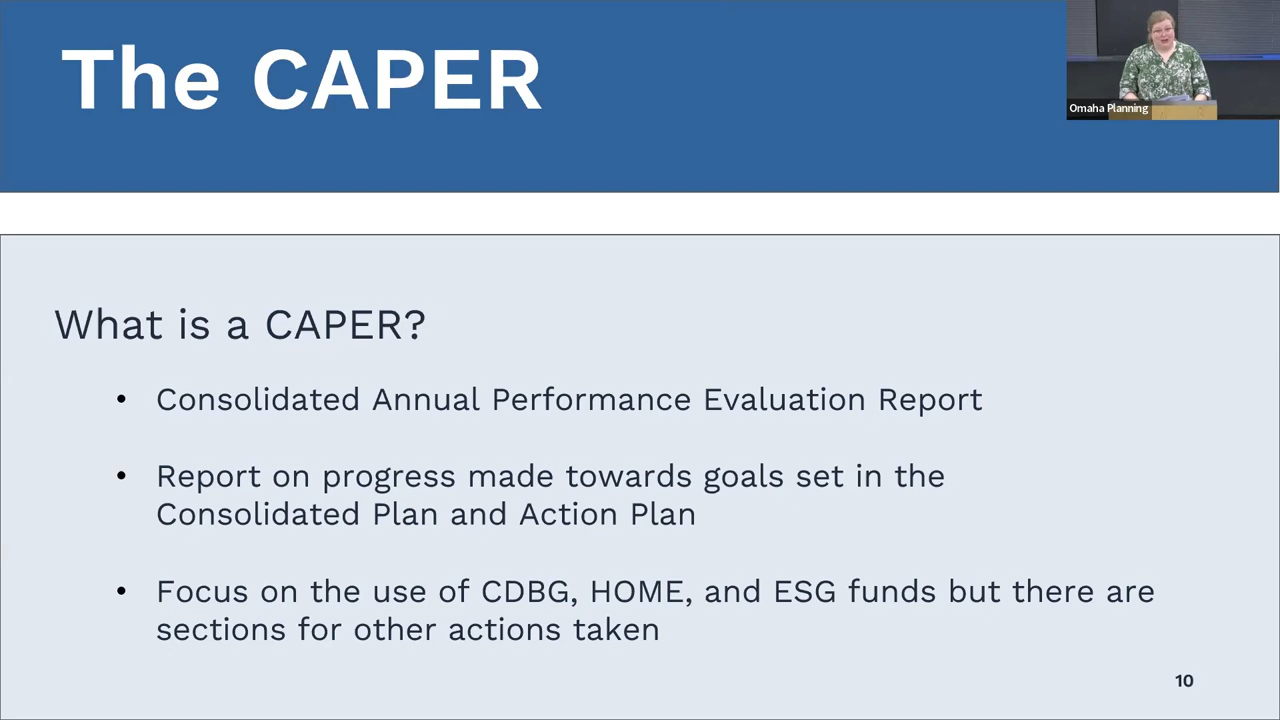 The CAPER
Omaha Planning
What is a CAPER?
• Consolidated Annual Performance Evaluation Report
• Report on progress made towards goals set in the
Consolidated Plan and Action Plan
• Focus on the use of CDBG, HOME, and ESG funds but there are
sections for other actions taken
10